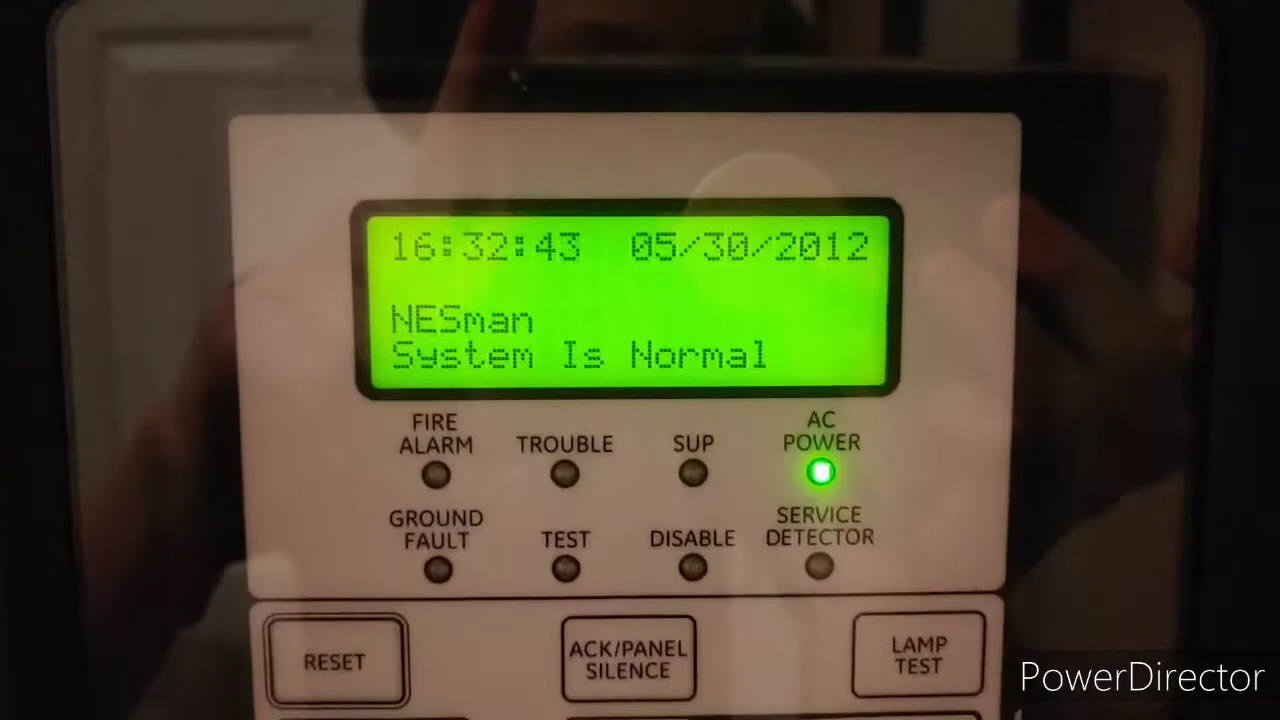 16:32:43 05/30/2012
NESman
System Is Normal
FIRE ALARM
TROUBLE
SUP
AC POWER
GROUND FAULT
TEST
DISABLE
SERVICE DETECTOR
RESET
ACK/PANEL SILENCE
LAMP TEST
PowerDirector